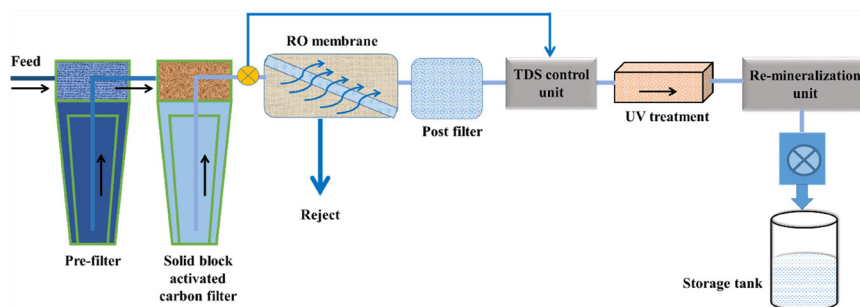 Feed
RO membrane
TDS control
unit
Re-mineralization
unit
Post filter
UV treatment
Reject
Pre-filter
Solid block
activated
carbon filter
Storage tank